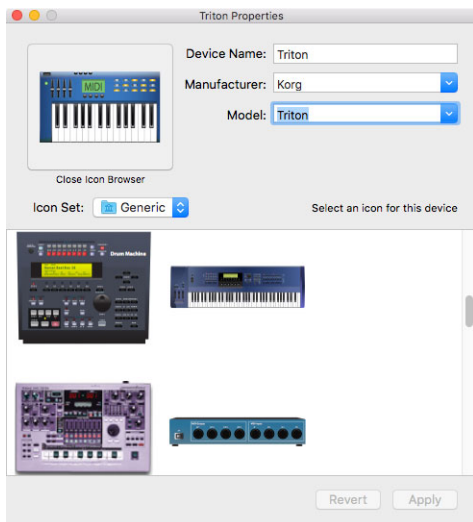 Triton Properties
Device Name: Triton
Manufacturer: Korg
Model: Triton
MIDI
Close Icon Browser
Icon Set: Generic
Select an icon for this device
Drum Machine
Revert Apply